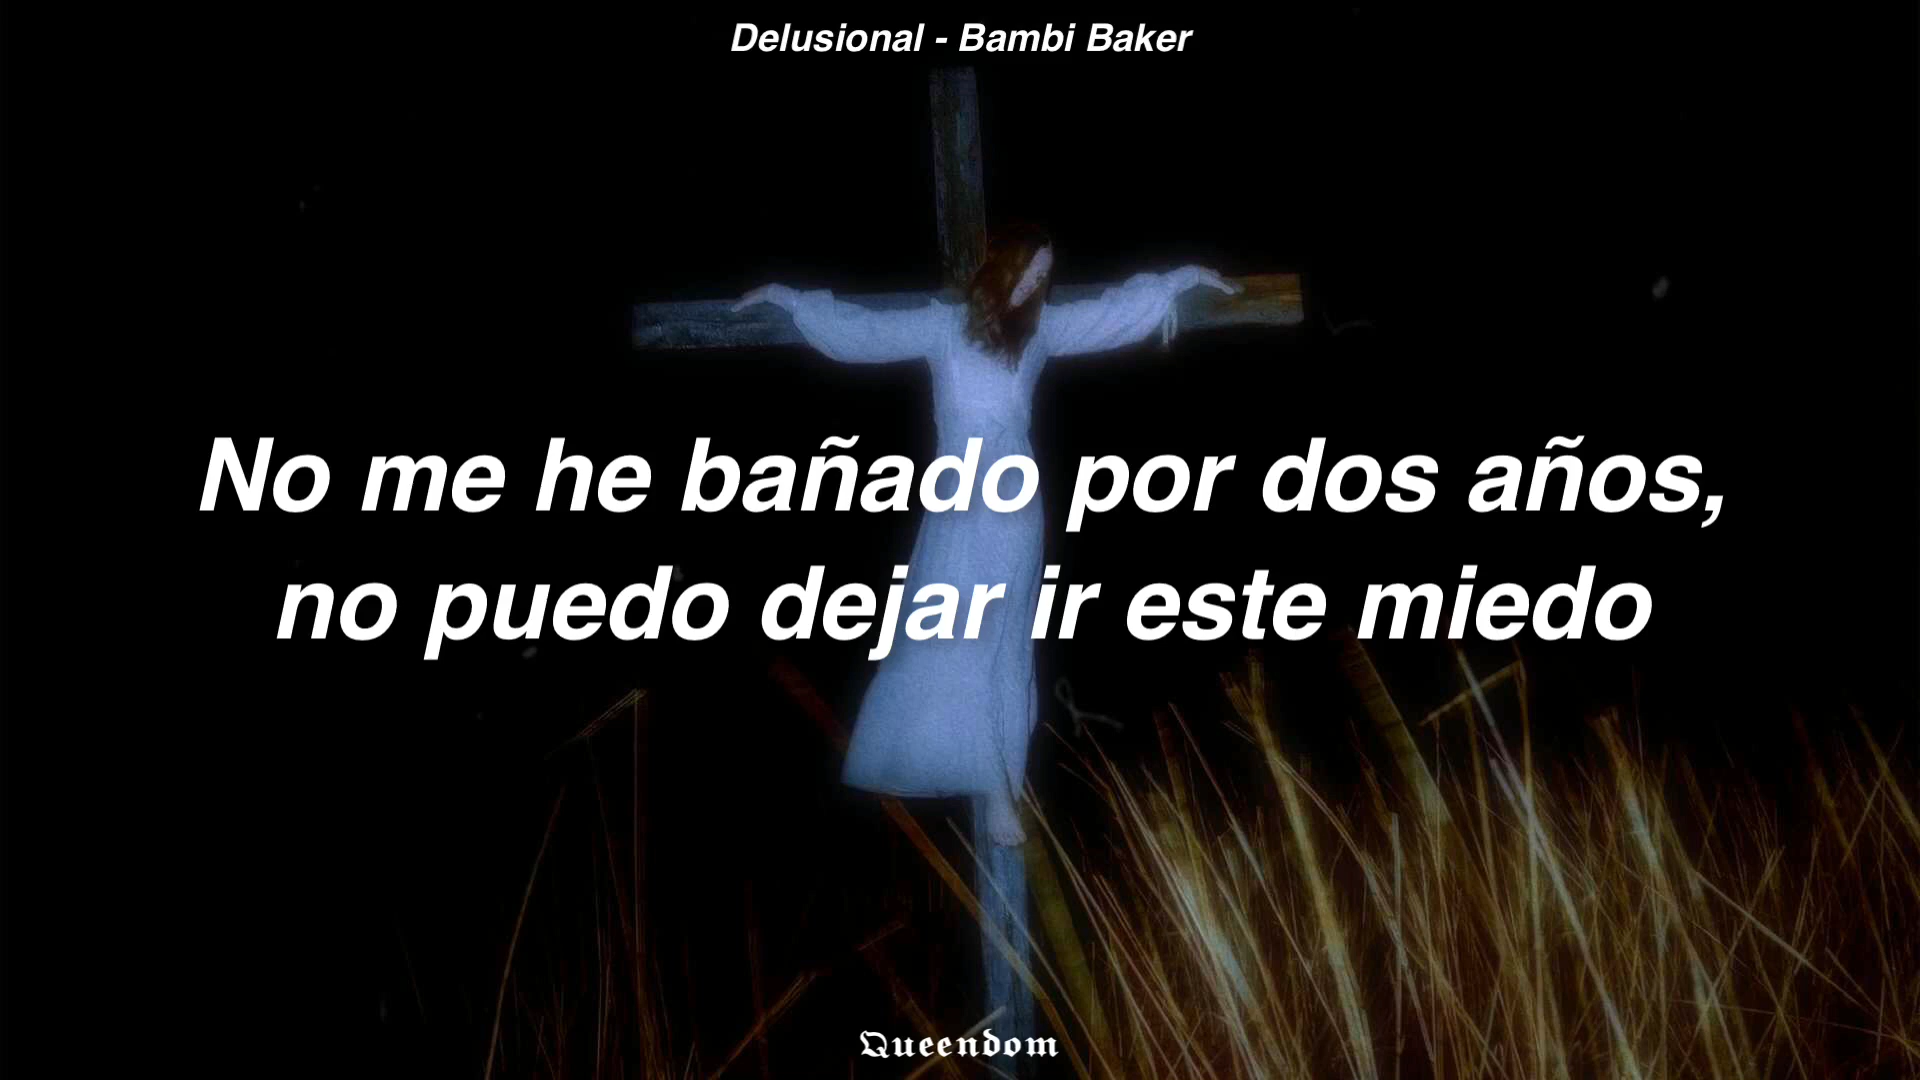 Delusional - Bambi Baker
No me he bañado por dos años,
no puedo dejar ir este miedo
Queendom